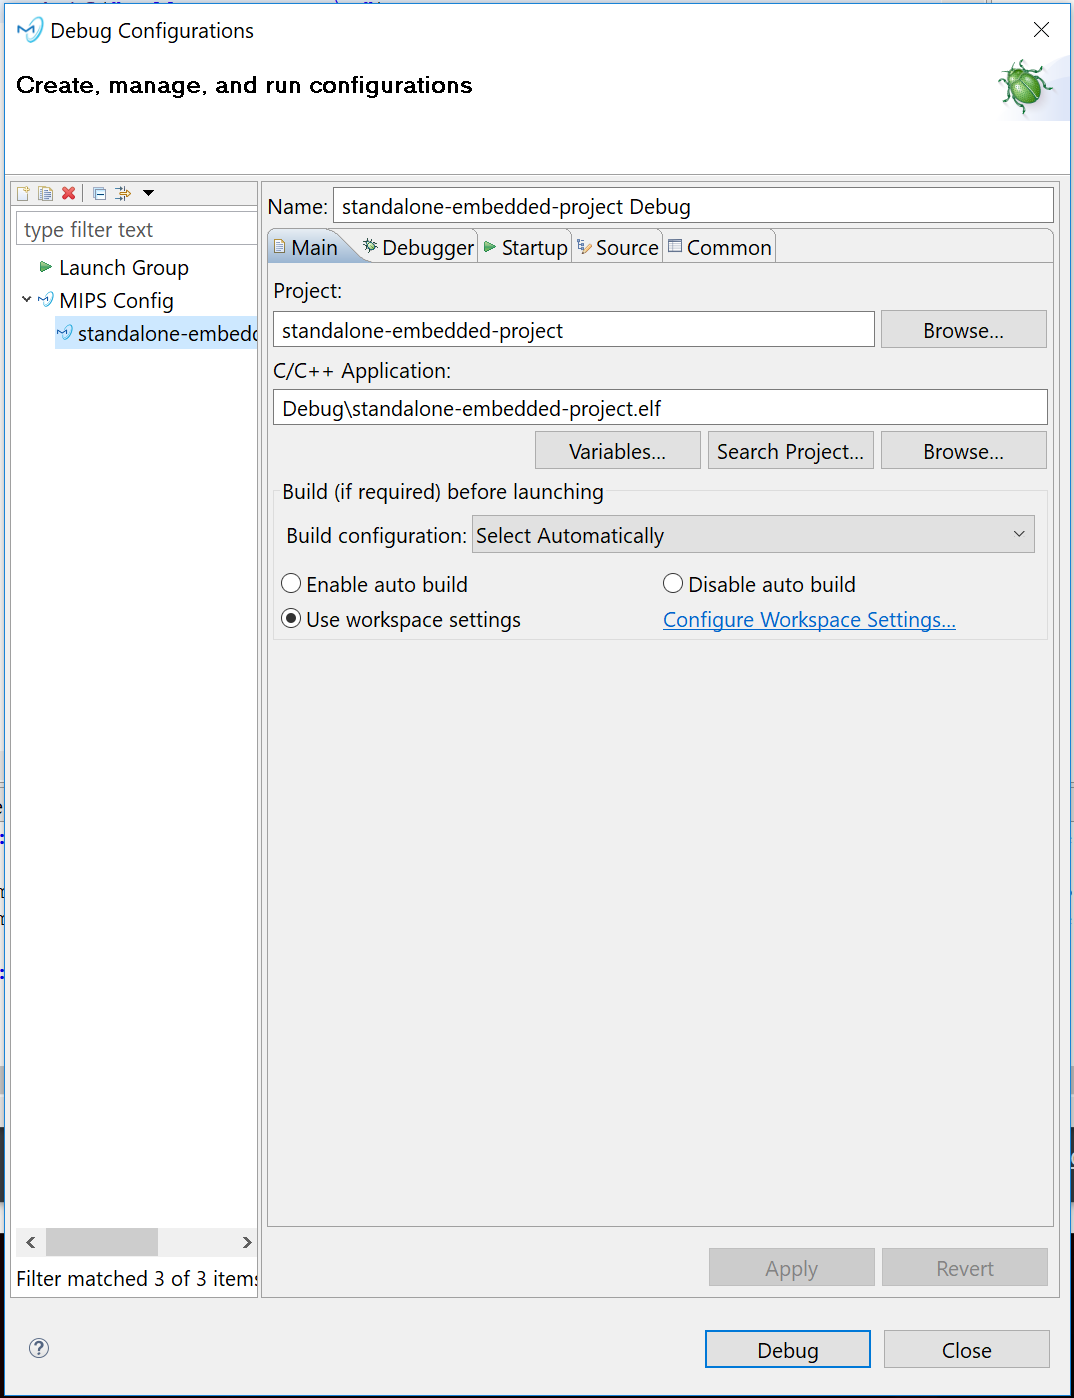 Debug Configurations
Create, manage, and run configurations
type filter text
Launch Group
MIPS Config
standalone-embedd
Filter matched 3 of 3 items
Name: standalone-embedded-project Debug
Main Debugger Startup Source Common
Project:
standalone-embedded-project Browse...
C/C++ Application:
Debug\standalone-embedded-project.elf
Variables... Search Project... Browse...
Build (if required) before launching
Build configuration: Select Automatically
Enable auto build Disable auto build
Use workspace settings Configure Workspace Settings...
Apply Revert
? Debug Close